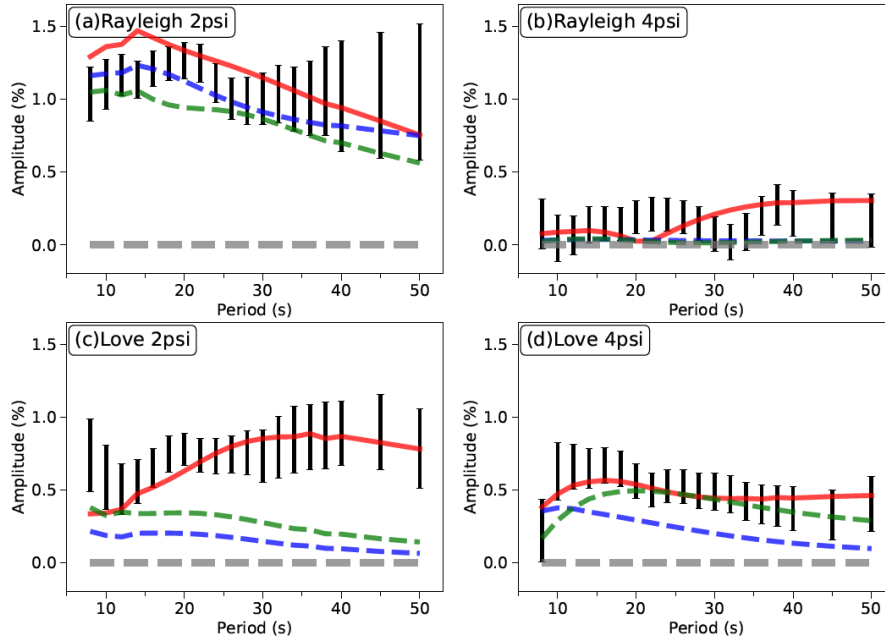 (a)Rayleigh 2psi
1.5
1.0
0.5
0.0
Amplitude (%)
10 20 30 40 50
Period (s)
(b)Rayleigh 4psi
1.5
1.0
0.5
0.0
Amplitude (%)
10 20 30 40 50
Period (s)
(c)Love 2psi
1.5
1.0
0.5
0.0
Amplitude (%)
10 20 30 40 50
Period (s)
(d)Love 4psi
1.5
1.0
0.5
0.0
Amplitude (%)
10 20 30 40 50
Period (s)